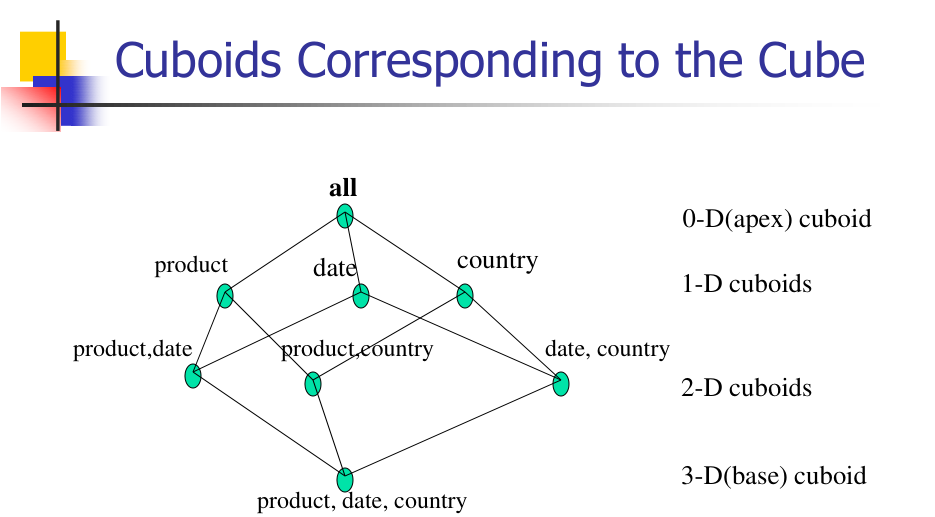 Cuboids Corresponding to the Cube
all
0-D(apex) cuboid
product
date
country
1-D cuboids
product,date
product,country
date, country
2-D cuboids
3-D(base) cuboid
product, date, country